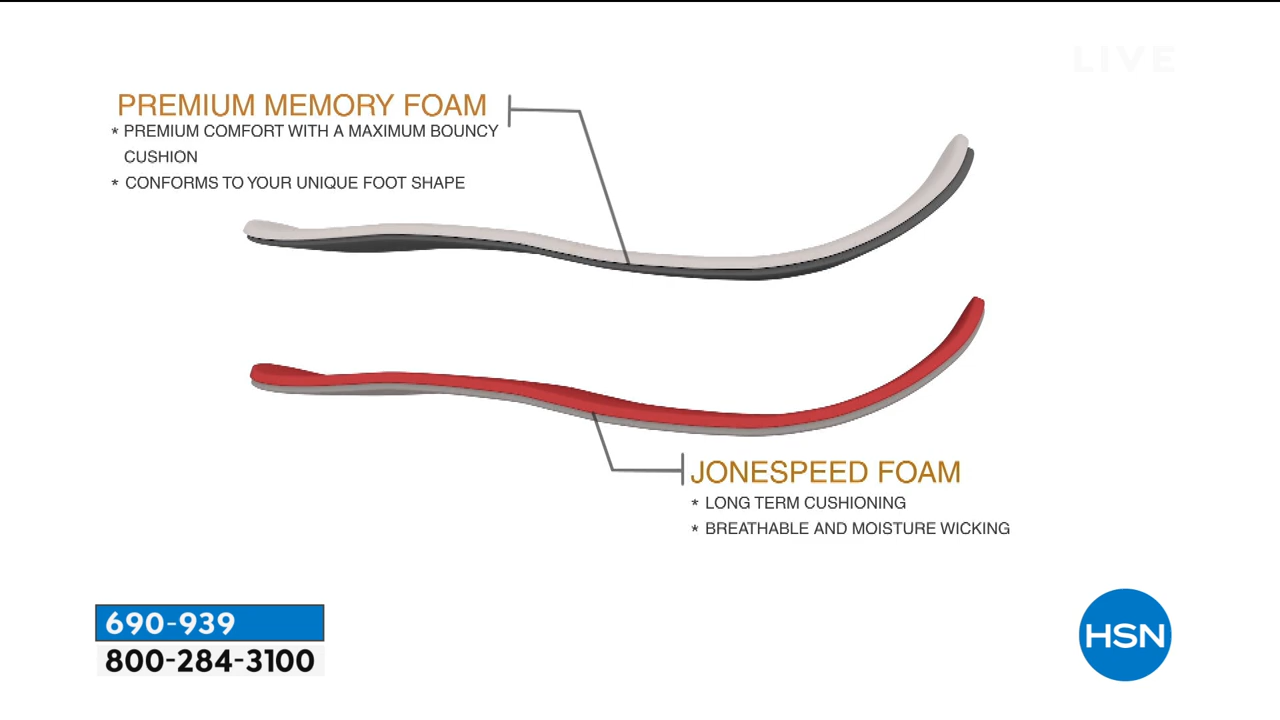 LIVE
PREMIUM MEMORY FOAM
* PREMIUM COMFORT WITH A MAXIMUM BOUNCY
CUSHION
* CONFORMS TO YOUR UNIQUE FOOT SHAPE
JONESPEED FOAM
* LONG TERM CUSHIONING
* BREATHABLE AND MOISTURE WICKING
690-939
800-284-3100
HSN